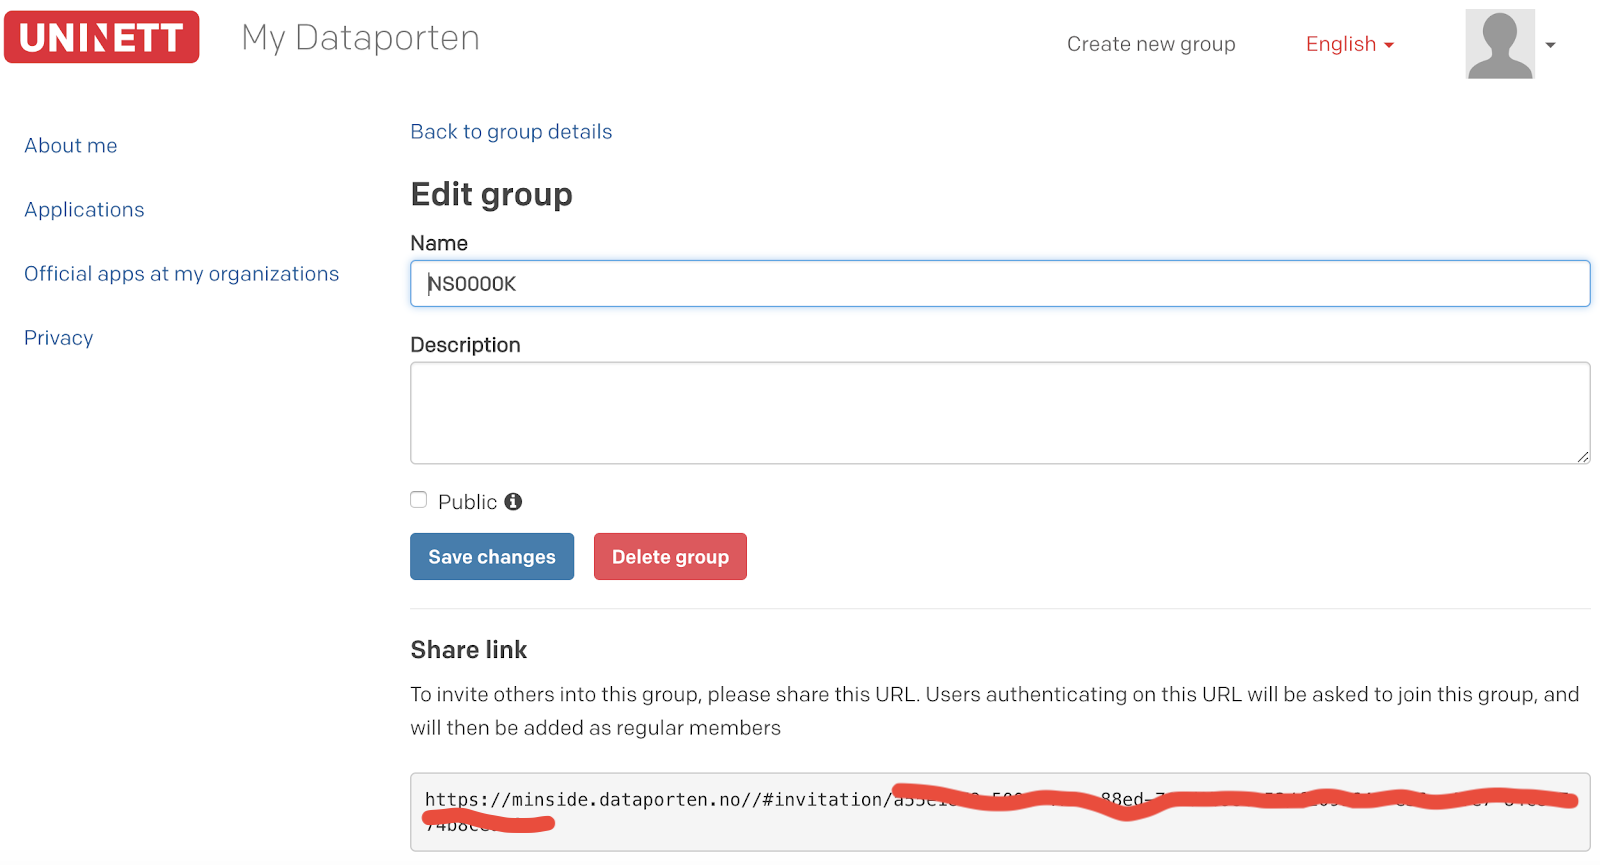 UNINETT
My Dataporten
Create new group
English
About me
Applications
Official apps at my organizations
Privacy
Back to group details
Edit group
Name
NS0000K
Description
Public
Save changes
Delete group
Share link
To invite others into this group, please share this URL. Users authenticating on this URL will be asked to join this group, and
will then be added as regular members
https://minside.dataporten.no//#invitation/